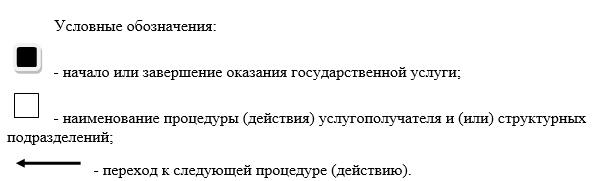 Условные обозначения:
- начало или завершение оказания государственной услуги;
- наименование процедуры (действия) услугополучателя и (или) структурных
подразделений;
- переход к следующей процедуре (действию).